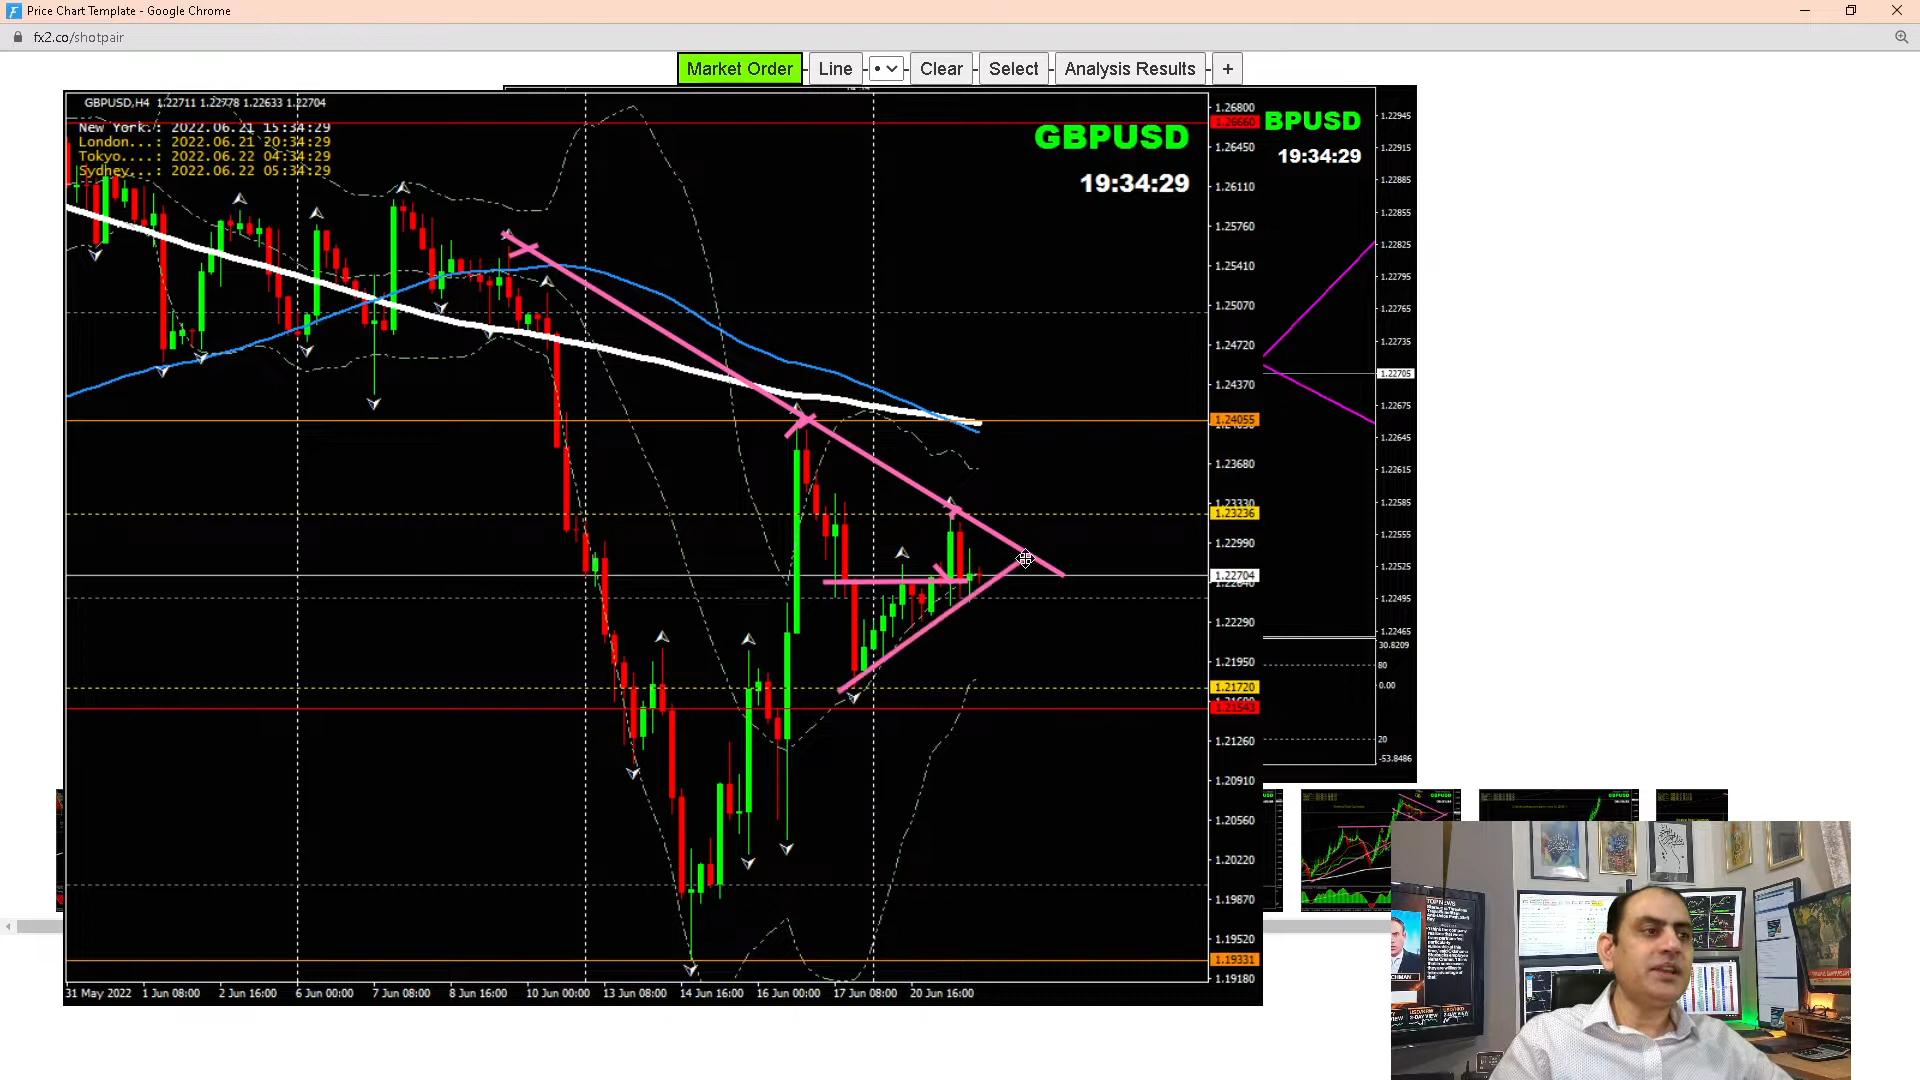 Price Chart Template - Google Chrome
fx2.co/shotpair
Market Order
Line
Clear
Select
Analysis Results
+
GBPUSD,H4 1.22711 1.22778 1.22633 1.22704
New York.: 2022.06.21 15:34:29
London...: 2022.06.21 20:34:29
Tokyo....: 2022.06.22 04:34:29
Sydney...: 2022.06.22 05:34:29
GBPUSD
19:34:29
1.26800
1.26660
1.26450
1.26110
1.25760
1.25410
1.25070
1.24720
1.24370
1.24055
1.23680
1.23330
1.23236
1.22990
1.22704
1.22290
1.21950
1.21720
1.21543
1.21260
1.20910
1.20560
1.20220
1.19870
1.19520
1.19331
1.19180
31 May 2022
1 Jun 08:00
2 Jun 16:00
6 Jun 00:00
7 Jun 08:00
8 Jun 16:00
10 Jun 00:00
13 Jun 08:00
14 Jun 16:00
16 Jun 00:00
17 Jun 08:00
20 Jun 16:00
BPUSD
19:34:29
1.22945
1.22915
1.22885
1.22855
1.22825
1.22795
1.22765
1.22735
1.22705
1.22675
1.22645
1.22615
1.22585
1.22555
1.22525
1.22495
1.22465
30.8209
80
0.00
20
-53.8486
GBPUSD
GBPUSD
TOP NEWS